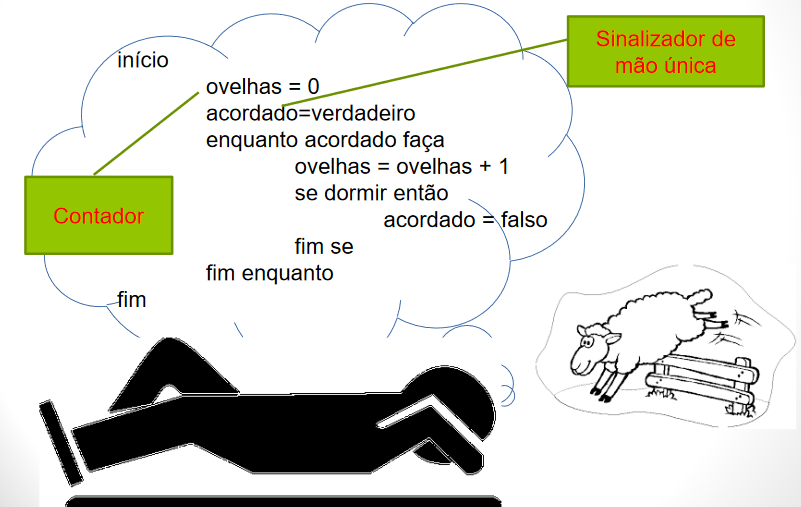 início
ovelhas = 0
acordado=verdadeiro
enquanto acordado faça
ovelhas = ovelhas + 1
se dormir então
acordado = falso
fim se
fim enquanto
fim
Sinalizador de
mão única
Contador